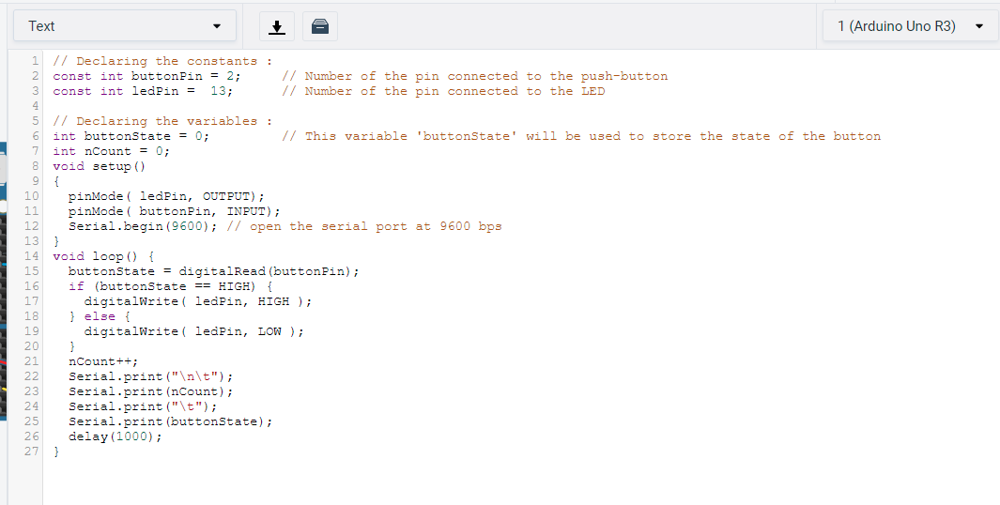 Text
1 (Arduino Uno R3)
1 // Declaring the constants :
2 const int buttonPin = 2;     // Number of the pin connected to the push-button
3 const int ledPin =  13;      // Number of the pin connected to the LED
4
5 // Declaring the variables :
6 int buttonState = 0;         // This variable 'buttonState' will be used to store the state of the button
7 int nCount = 0;
8 void setup()
9 {
10   pinMode( ledPin, OUTPUT);
11   pinMode( buttonPin, INPUT);
12   Serial.begin(9600); // open the serial port at 9600 bps
13 }
14 void loop() {
15   buttonState = digitalRead(buttonPin);
16   if (buttonState == HIGH) {
17     digitalWrite( ledPin, HIGH );
18   } else {
19     digitalWrite( ledPin, LOW );
20   }
21   nCount++;
22   Serial.print("\n\t");
23   Serial.print(nCount);
24   Serial.print("\t");
25   Serial.print(buttonState);
26   delay(1000);
27 }